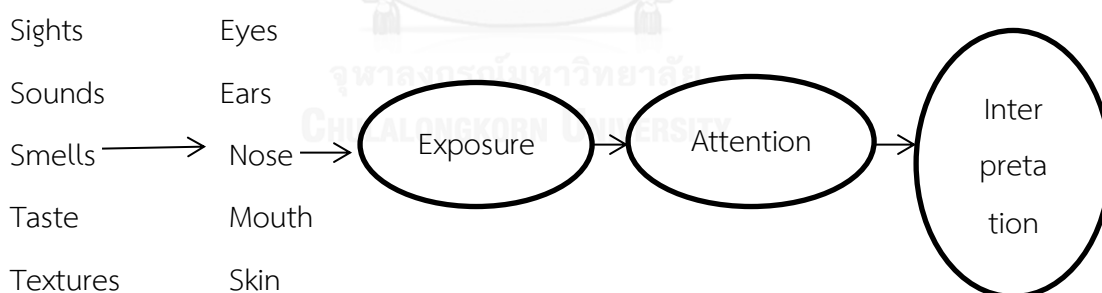 Sights Eyes
จุฬาลงกรณ์มหาวิทยาลัย
Sounds Ears
CHULALONGKORN UNIVERSITY
Smells Nose Exposure Attention
Inter
preta
tion
Taste Mouth
Textures Skin